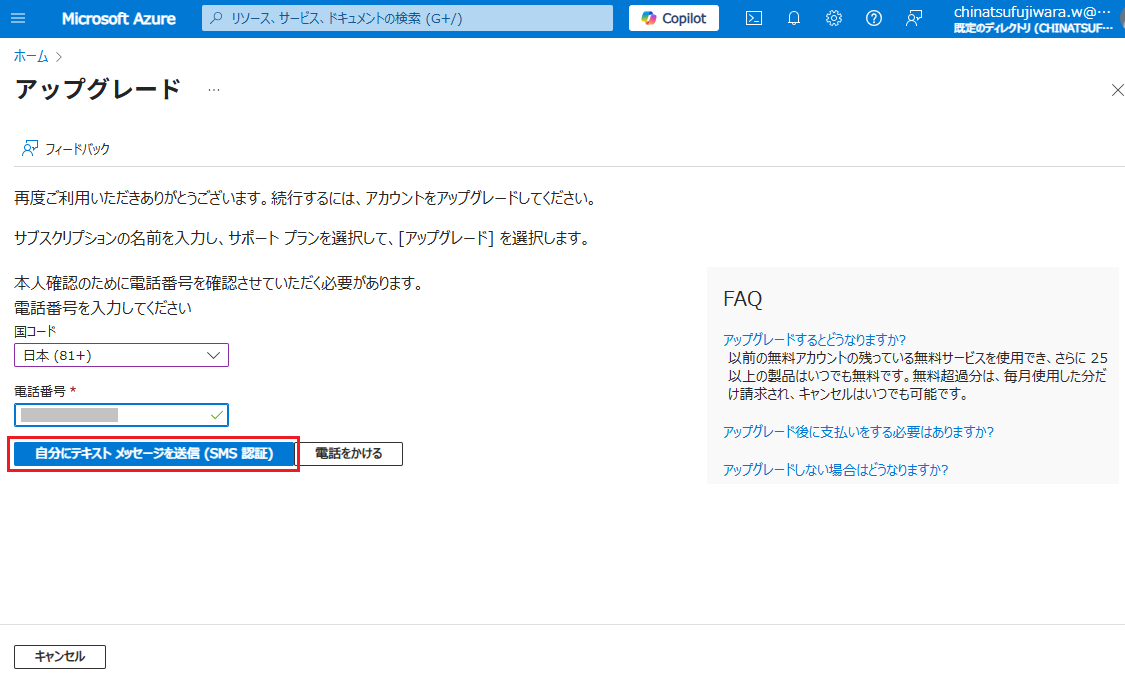 Microsoft Azure
リソース、サービス、ドキュメントの検索 (G+/)
Copilot
chinatsufujiwara.w@…
既定のディレクトリ (CHINATSUF…
ホーム
アップグレード
…
フィードバック
再度ご利用いただきありがとうございます。続行するには、アカウントをアップグレードしてください。
サブスクリプションの名前を入力し、サポート プランを選択して、[アップグレード] を選択します。
本人確認のために電話番号を確認させていただく必要があります。
電話番号を入力してください
国コード
日本 (81+)
電話番号 *
自分にテキスト メッセージを送信 (SMS 認証)
電話をかける
FAQ
アップグレードするとどうなりますか?
以前の無料アカウントの残っている無料サービスを使用でき、さらに 25
以上の製品はいつでも無料です。無料超過分は、毎月使用した分だ
け請求され、キャンセルはいつでも可能です。
アップグレード後に支払いをする必要はありますか?
アップグレードしない場合はどうなりますか?
キャンセル